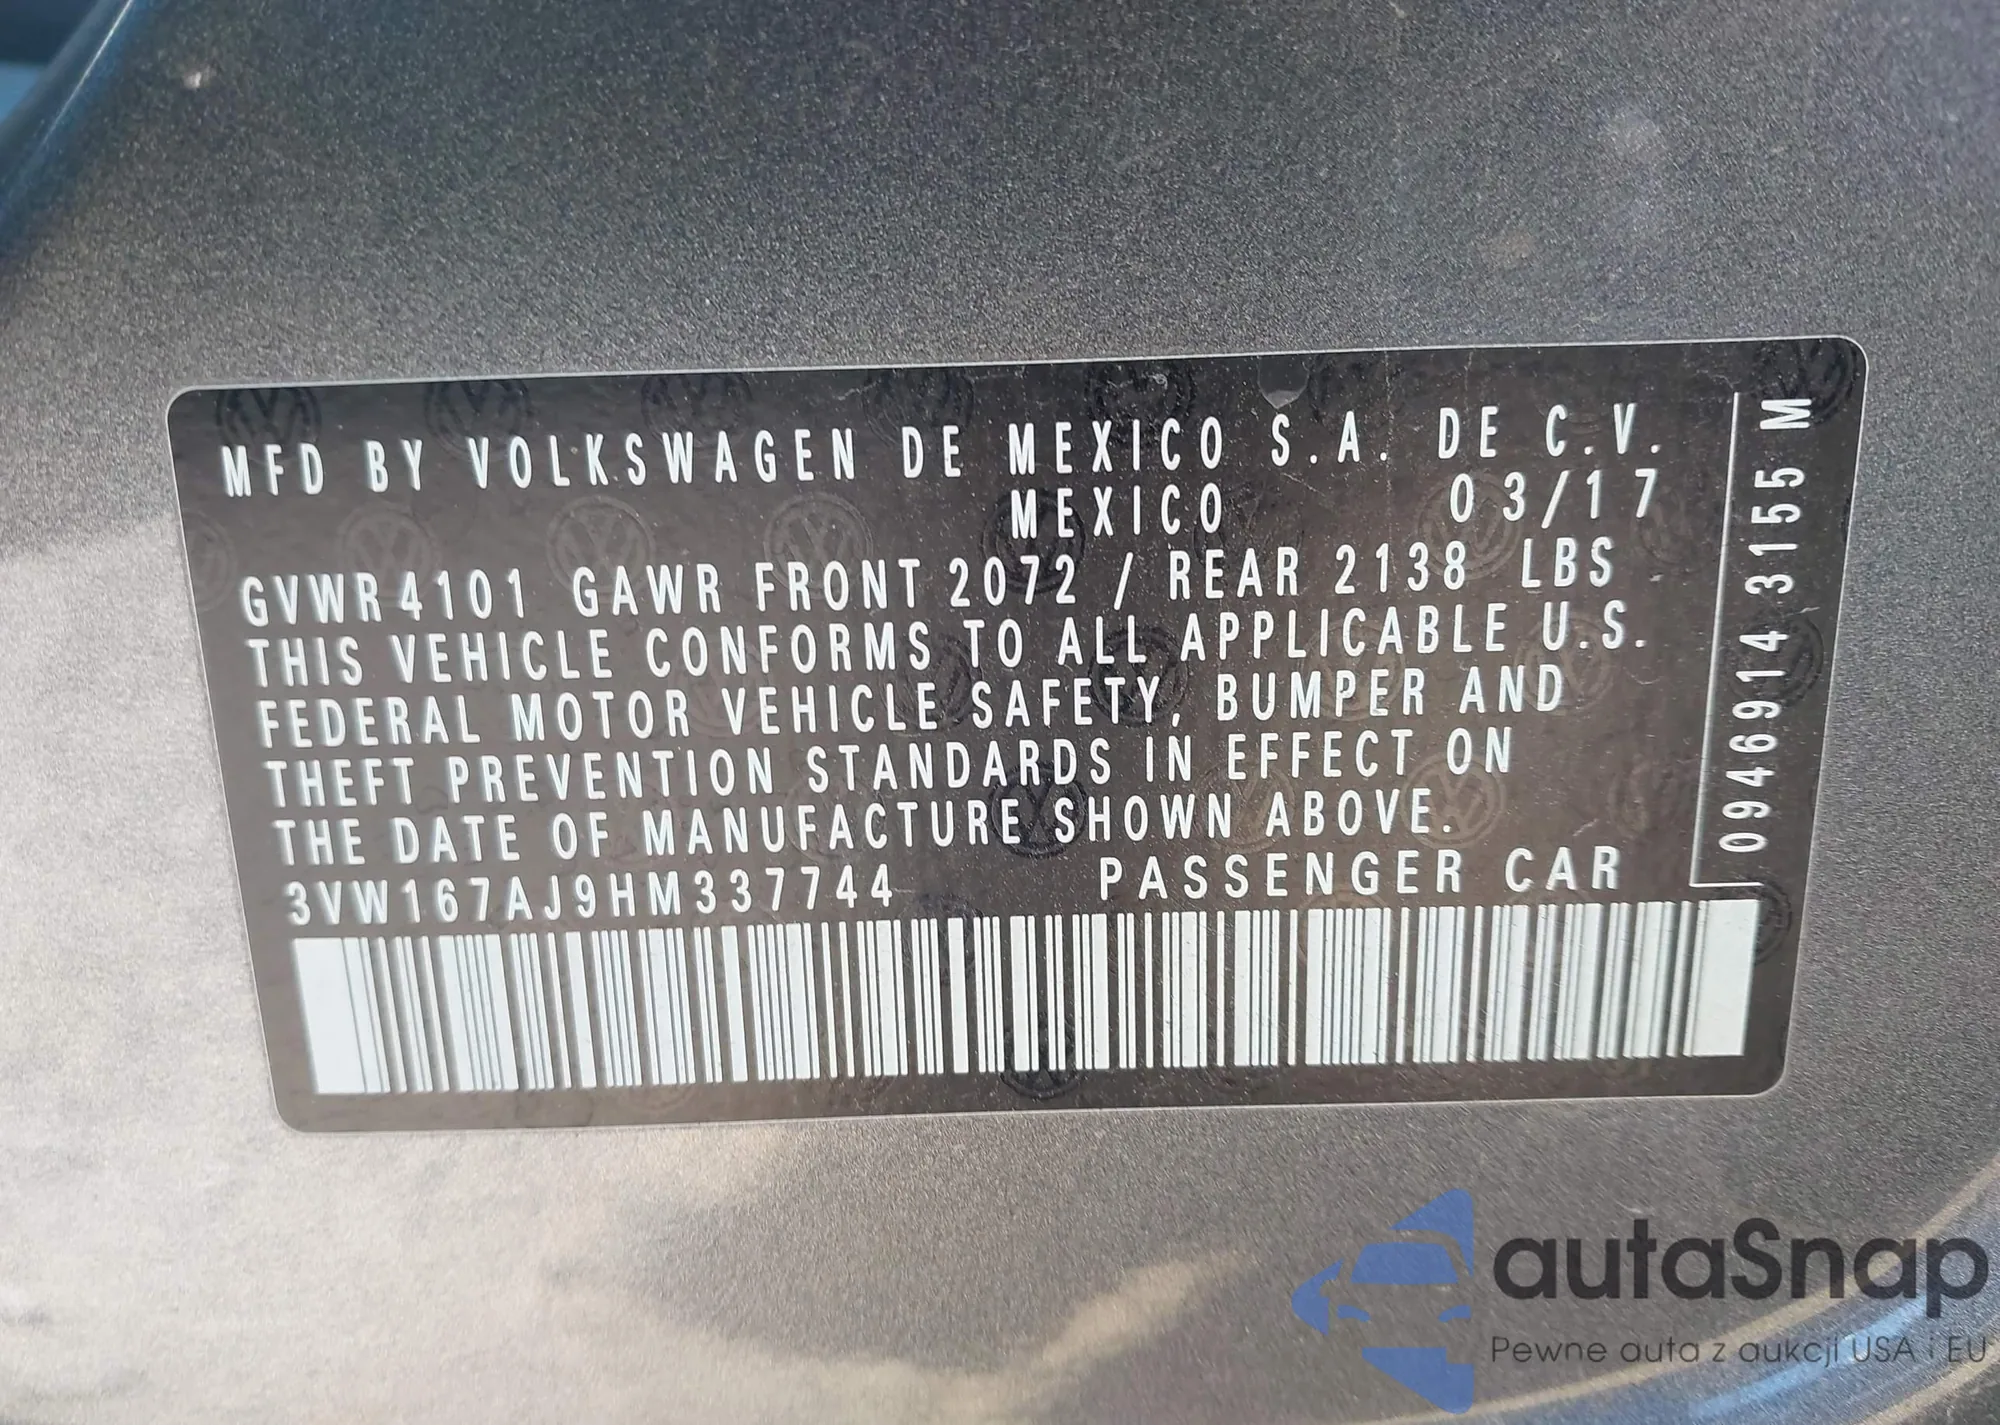 MFD BY VOLKSWAGEN DE MEXICO S.A. DE C.V.
MEXICO 03/17
GVWR 4101 GAWR FRONT 2072 / REAR 2138 LBS
THIS VEHICLE CONFORMS TO ALL APPLICABLE U.S.
FEDERAL MOTOR VEHICLE SAFETY, BUMPER AND
THEFT PREVENTION STANDARDS IN EFFECT ON
THE DATE OF MANUFACTURE SHOWN ABOVE.
3VW167AJ9HM337744 PASSENGER CAR
0946914 3155 M
autaSnap
Pewne auta z aukcji USA i EU